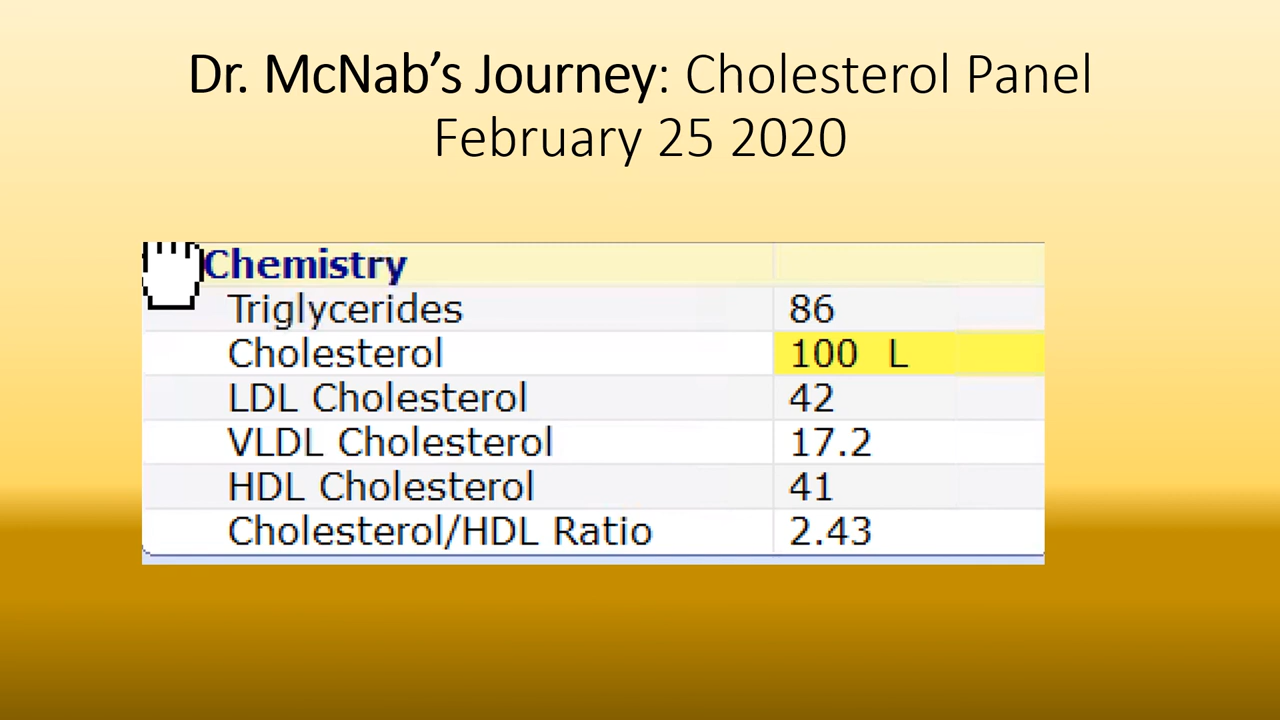 Dr. McNab’s Journey: Cholesterol Panel
February 25 2020
Chemistry
Triglycerides 86
Cholesterol 100 L
LDL Cholesterol 42
VLDL Cholesterol 17.2
HDL Cholesterol 41
Cholesterol/HDL Ratio 2.43